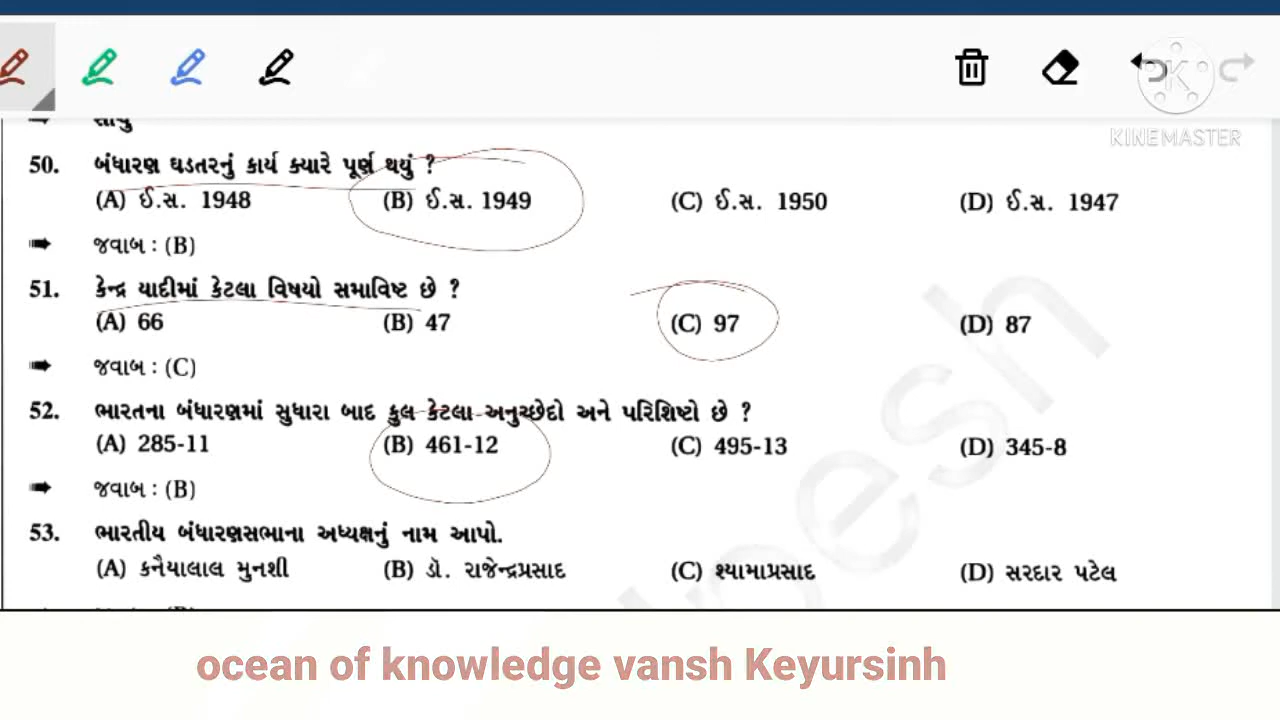 KINEMASTER
સાચું
50. બંધારણ ઘડતરનું કાર્ય ક્યારે પૂર્ણ થયું ?
(A) ઈ.સ. 1948 (B) ઈ.સ. 1949 (C) ઈ.સ. 1950 (D) ઈ.સ. 1947
જવાબ : (B)
51. કેન્દ્ર યાદીમાં કેટલા વિષયો સમાવિષ્ટ છે ?
(A) 66 (B) 47 (C) 97 (D) 87
જવાબ : (C)
52. ભારતના બંધારણમાં સુધારા બાદ કુલ કેટલા અનુચ્છેદો અને પરિશિષ્ટો છે ?
(A) 285-11 (B) 461-12 (C) 495-13 (D) 345-8
જવાબ : (B)
53. ભારતીય બંધારણસભાના અધ્યક્ષનું નામ આપો.
(A) કનૈયાલાલ મુનશી (B) ડૉ. રાજેન્દ્રપ્રસાદ (C) શ્યામાપ્રસાદ (D) સરદાર પટેલ
ocean of knowledge vansh Keyursinh